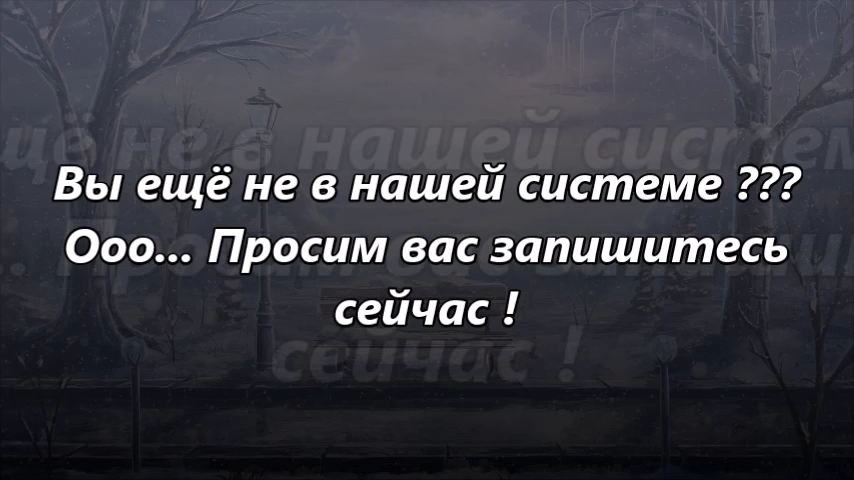 Вы ещё не в нашей системе ???
Ооо... Просим вас запишитесь
сейчас !